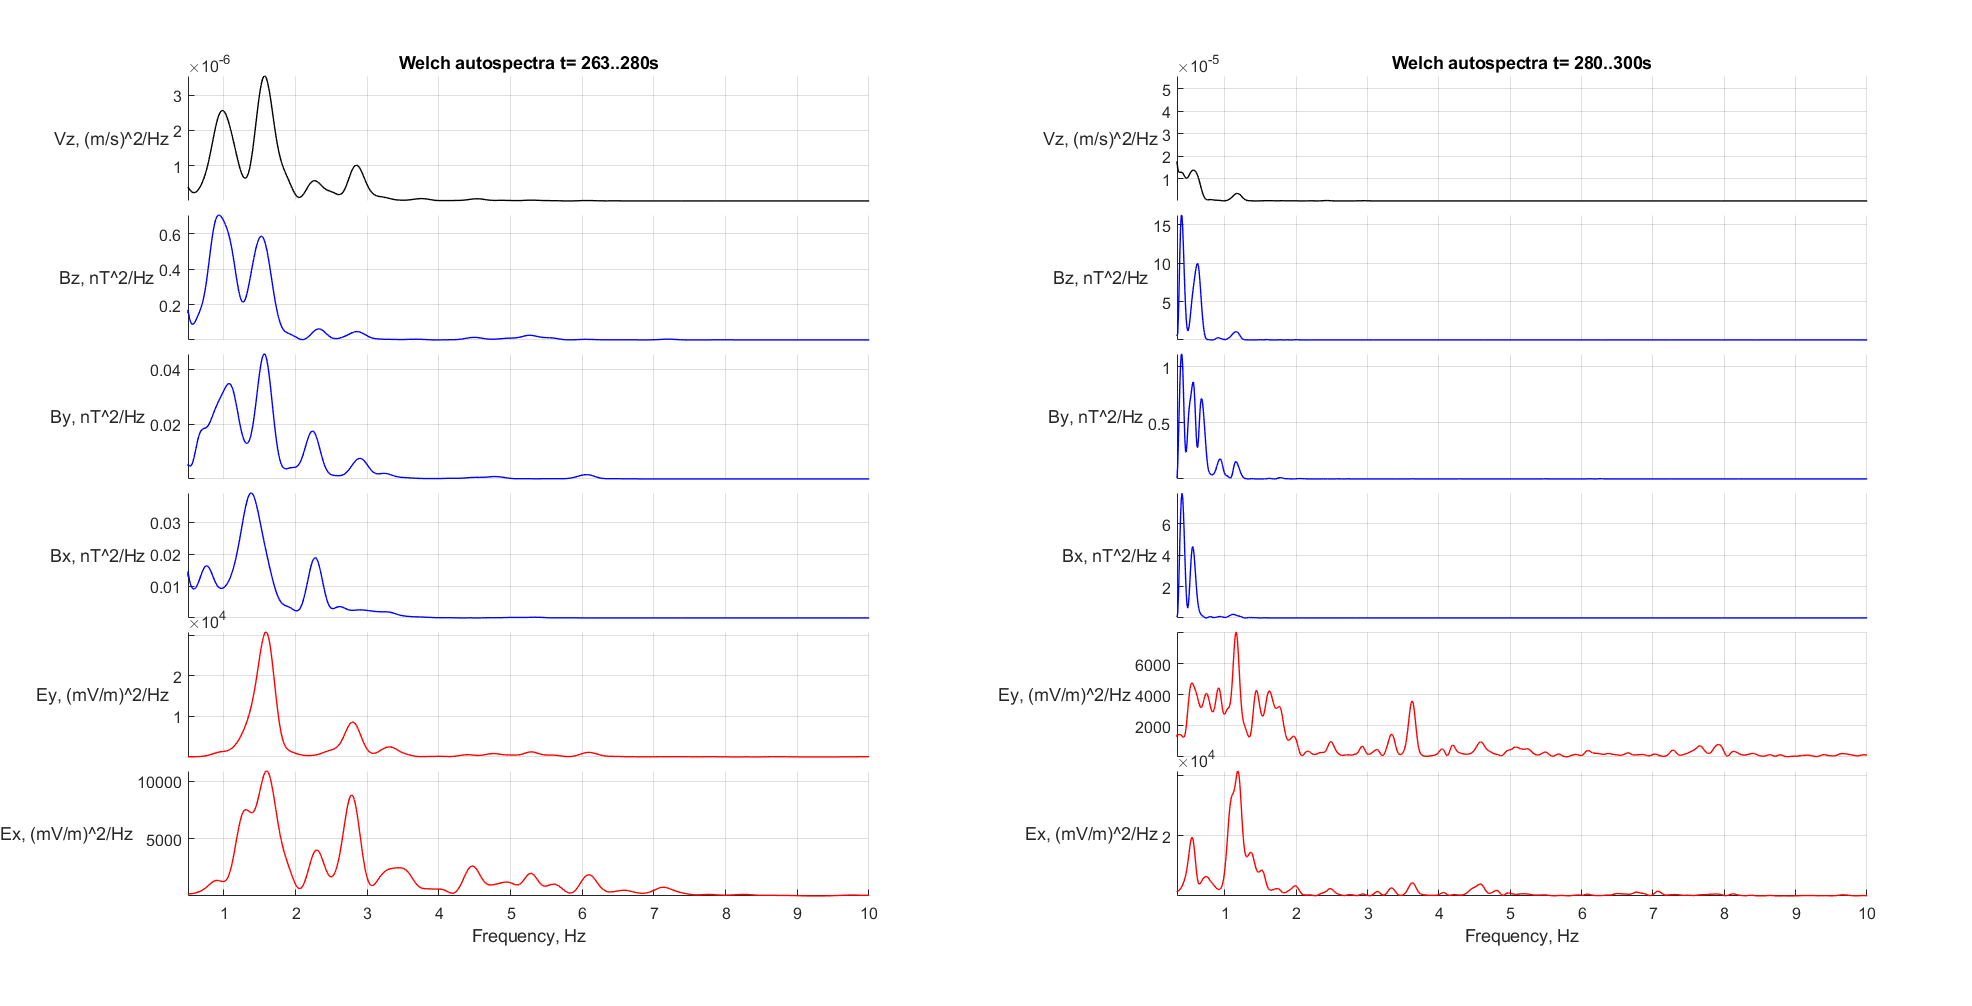 Welch autospectra t= 263..280s
×10^-6
Vz, (m/s)^2/Hz
3
2
1
Bz, nT^2/Hz
0.6
0.4
0.2
By, nT^2/Hz
0.04
0.02
Bx, nT^2/Hz
0.03
0.02
0.01
×10^4
Ey, (mV/m)^2/Hz
2
1
Ex, (mV/m)^2/Hz
10000
5000
1 2 3 4 5 6 7 8 9 10
Frequency, Hz
Welch autospectra t= 280..300s
×10^-5
Vz, (m/s)^2/Hz
5
4
3
2
1
Bz, nT^2/Hz
15
10
5
By, nT^2/Hz
1
0.5
Bx, nT^2/Hz
6
4
2
Ey, (mV/m)^2/Hz
6000
4000
2000
×10^4
Ex, (mV/m)^2/Hz
2
1 2 3 4 5 6 7 8 9 10
Frequency, Hz